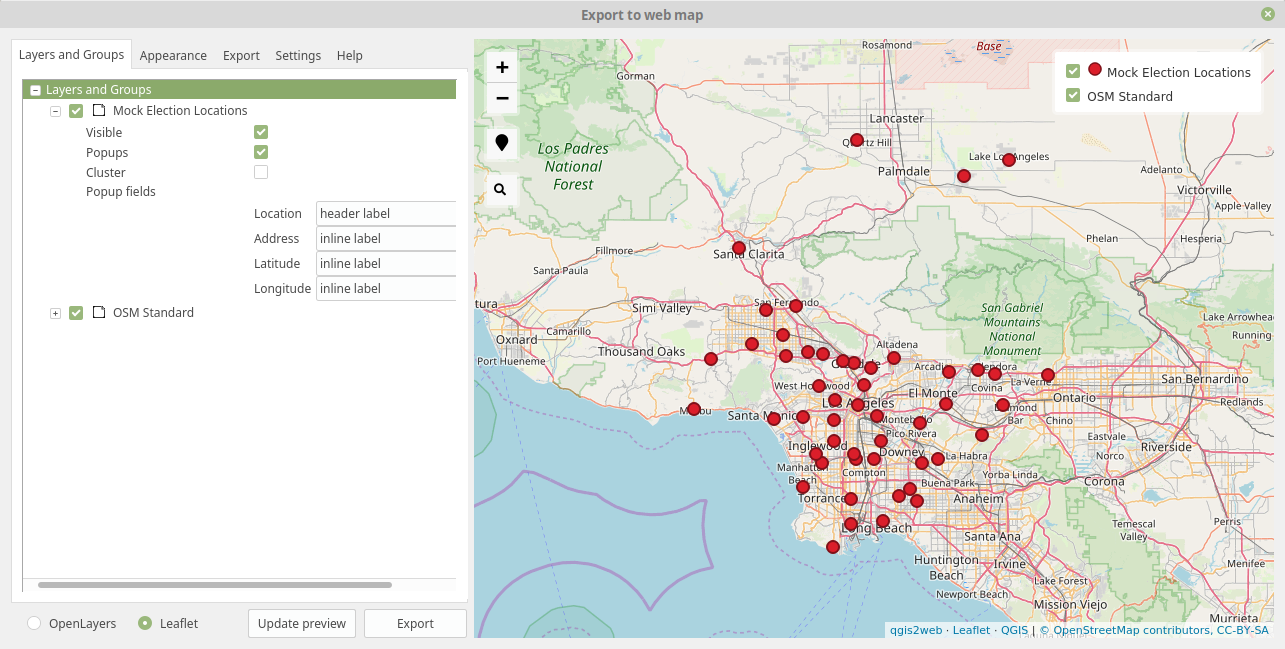 Export to web map
Layers and Groups
Appearance
Export
Settings
Help
Layers and Groups
Mock Election Locations
Visible
Popups
Cluster
Popup fields
Location header label
Address inline label
Latitude inline label
Longitude inline label
OSM Standard
OpenLayers
Leaflet
Update preview
Export
+
−
Mock Election Locations
OSM Standard
Rosamond
Base
Gorman
Lancaster
Quartz Hill
Los Padres
National
Forest
Lake Los Angeles
Palmdale
Adelanto
Victorville
Apple Valley
Phelan
Hesperia
Fillmore
Santa Clarita
Santa Paula
tura
Simi Valley
San Fernando
San Gabriel
Mountains
National
Monument
Lake Arrowhea
Running
Camarillo
Oxnard
Thousand Oaks
Port Hueneme
Altadena
Glendale
Arcadia
Glendora
La Verne
San Bernardino
West Hollywood
Covina
El Monte
Ontario
Redlands
Los Angeles
Malibu
Santa Monica
Montebello
Diamond
Bar
Chino
Pico Rivera
Eastvale
Riverside
Inglewood
Downey
La Habra
Norco
Manhattan
Beach
Compton
Yorba Linda
Corona
Buena Park
Torrance
Anaheim
Long Beach
Santa Ana
Temescal
Valley
Perris
Huntington
Beach
Irvine
Menifee
Lake Forest
Newport Beach
Mission Viejo
Murrieta
qgis2web · Leaflet · QGIS | © OpenStreetMap contributors, CC-BY-SA